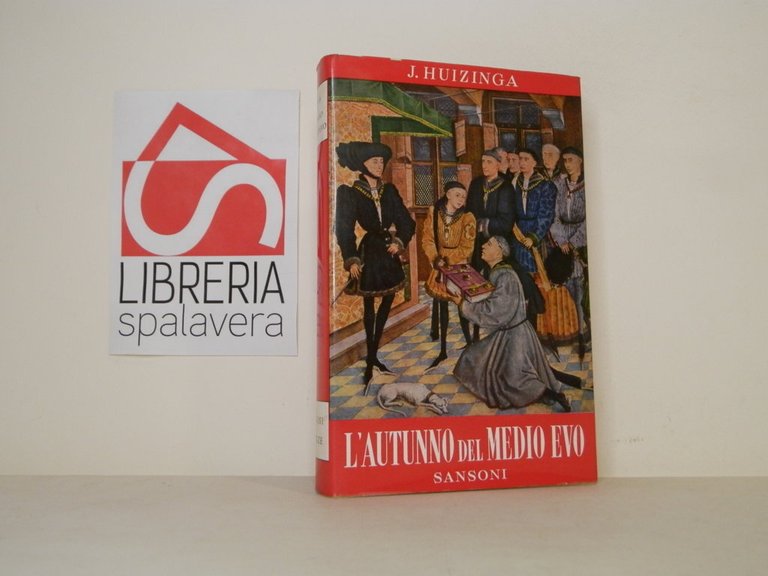 LIBRERIA
spalavera
J. HUIZINGA
L'AUTUNNO DEL MEDIO EVO
SANSONI